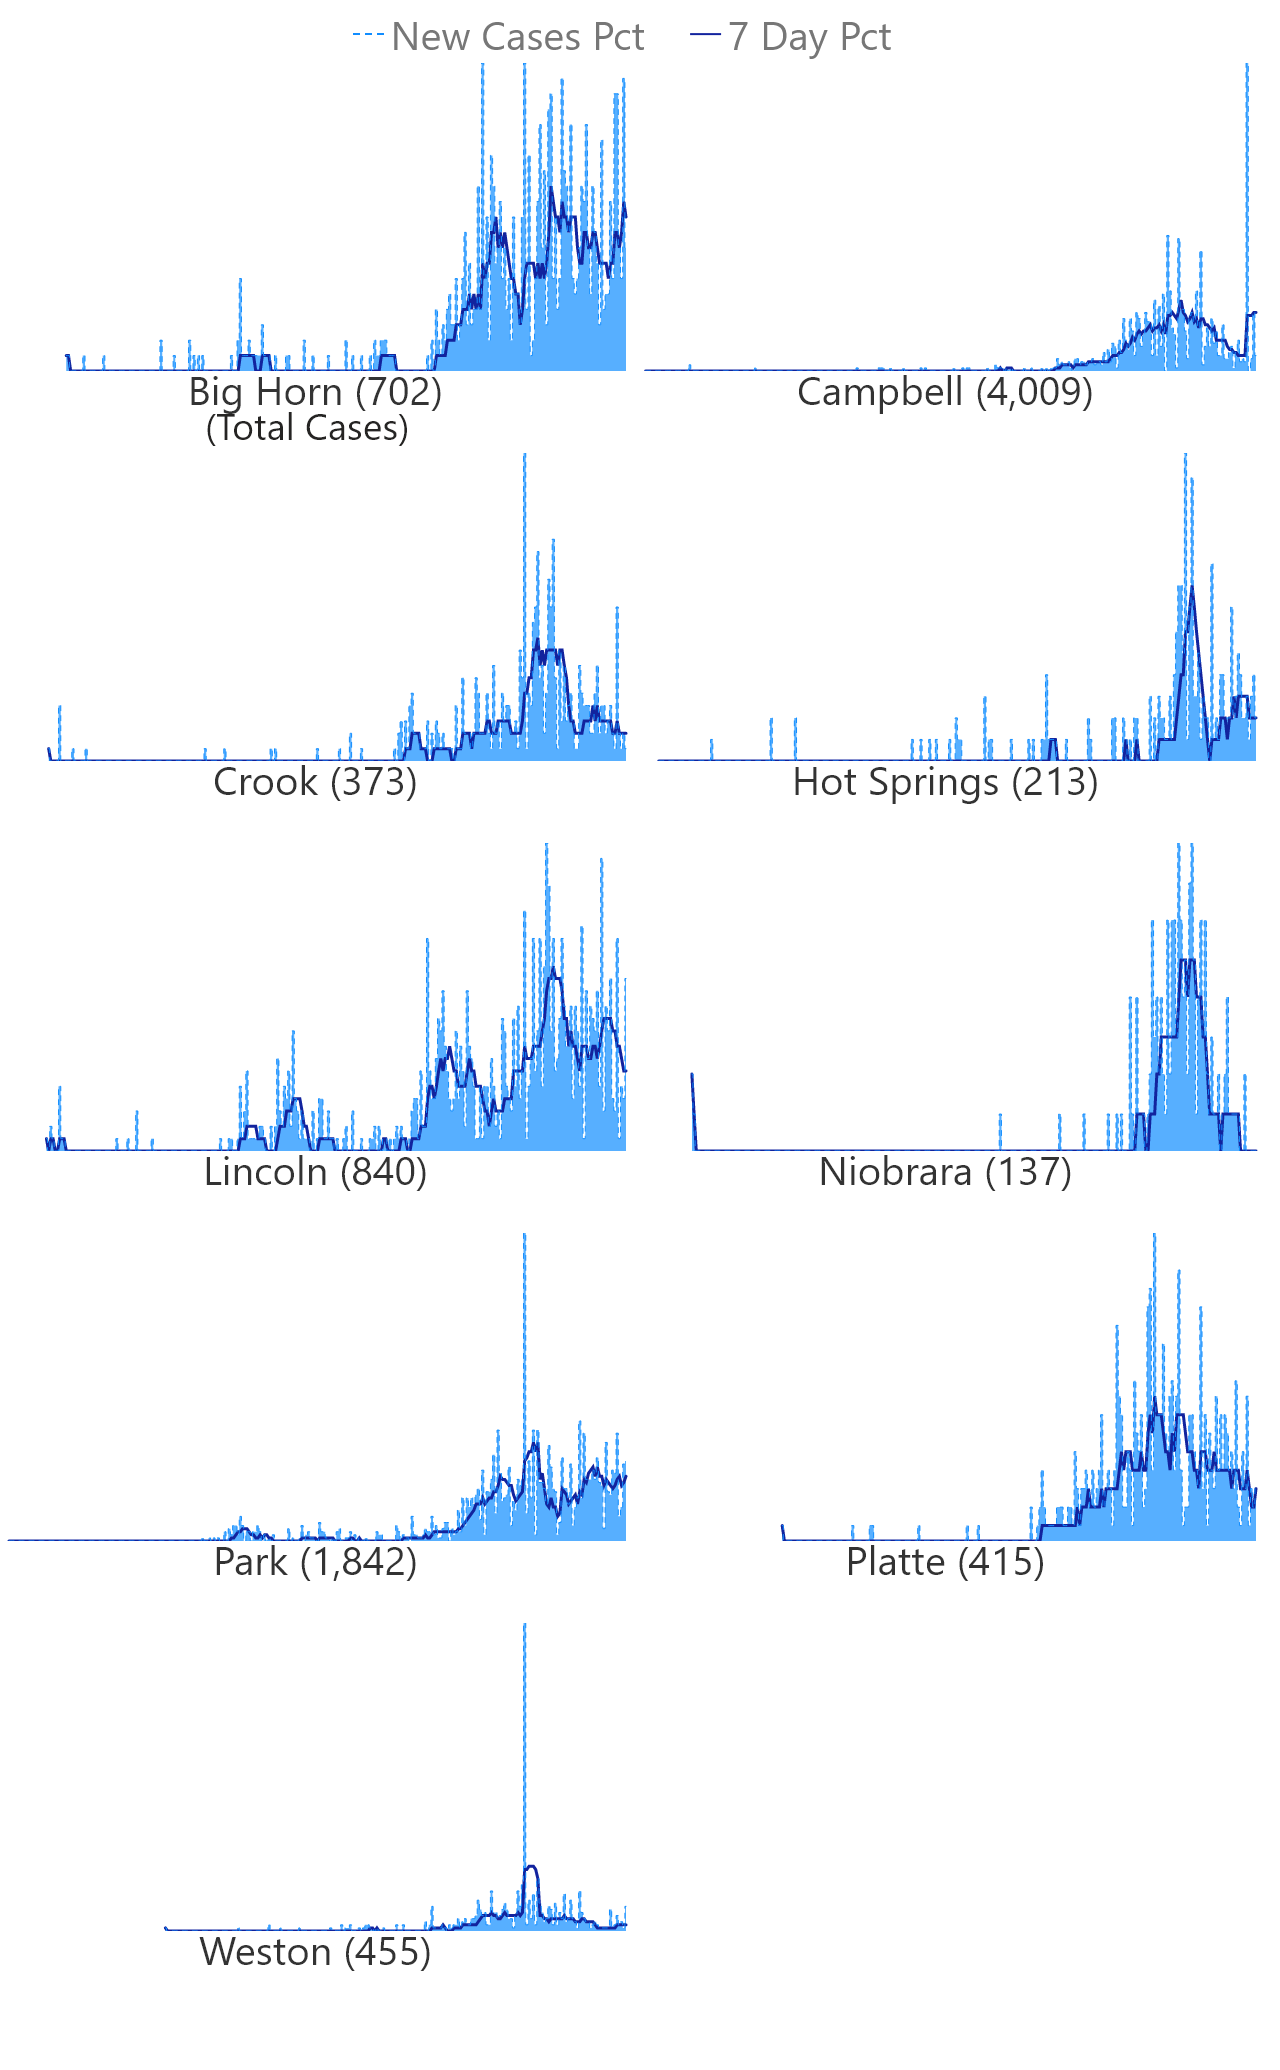 New Cases Pct 7 Day Pct
Big Horn (702)
(Total Cases)
Campbell (4,009)
Crook (373)
Hot Springs (213)
Lincoln (840)
Niobrara (137)
Park (1,842)
Platte (415)
Weston (455)